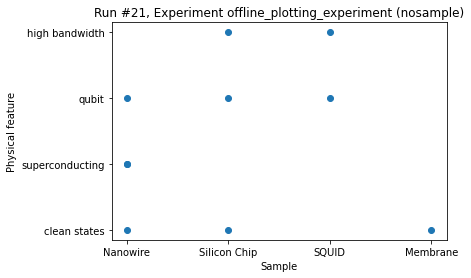 Run #21, Experiment offline_plotting_experiment (nosample)
high bandwidth
qubit
superconducting
clean states
Physical feature
Nanowire Silicon Chip SQUID Membrane
Sample